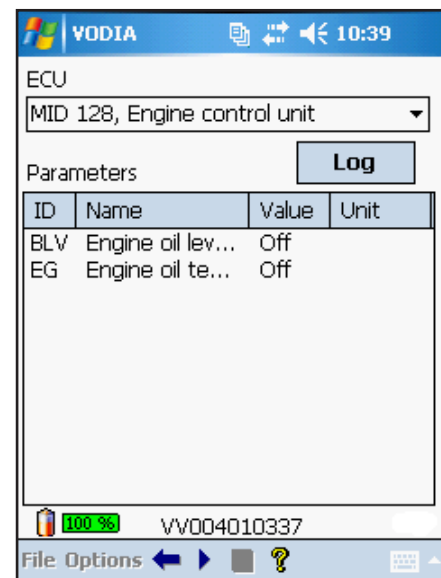 VODIA 10:39
ECU
MID 128, Engine control unit
Parameters Log
ID Name Value Unit
BLV Engine oil lev... Off
EG Engine oil te... Off
100 % VV004010337
File Options ?